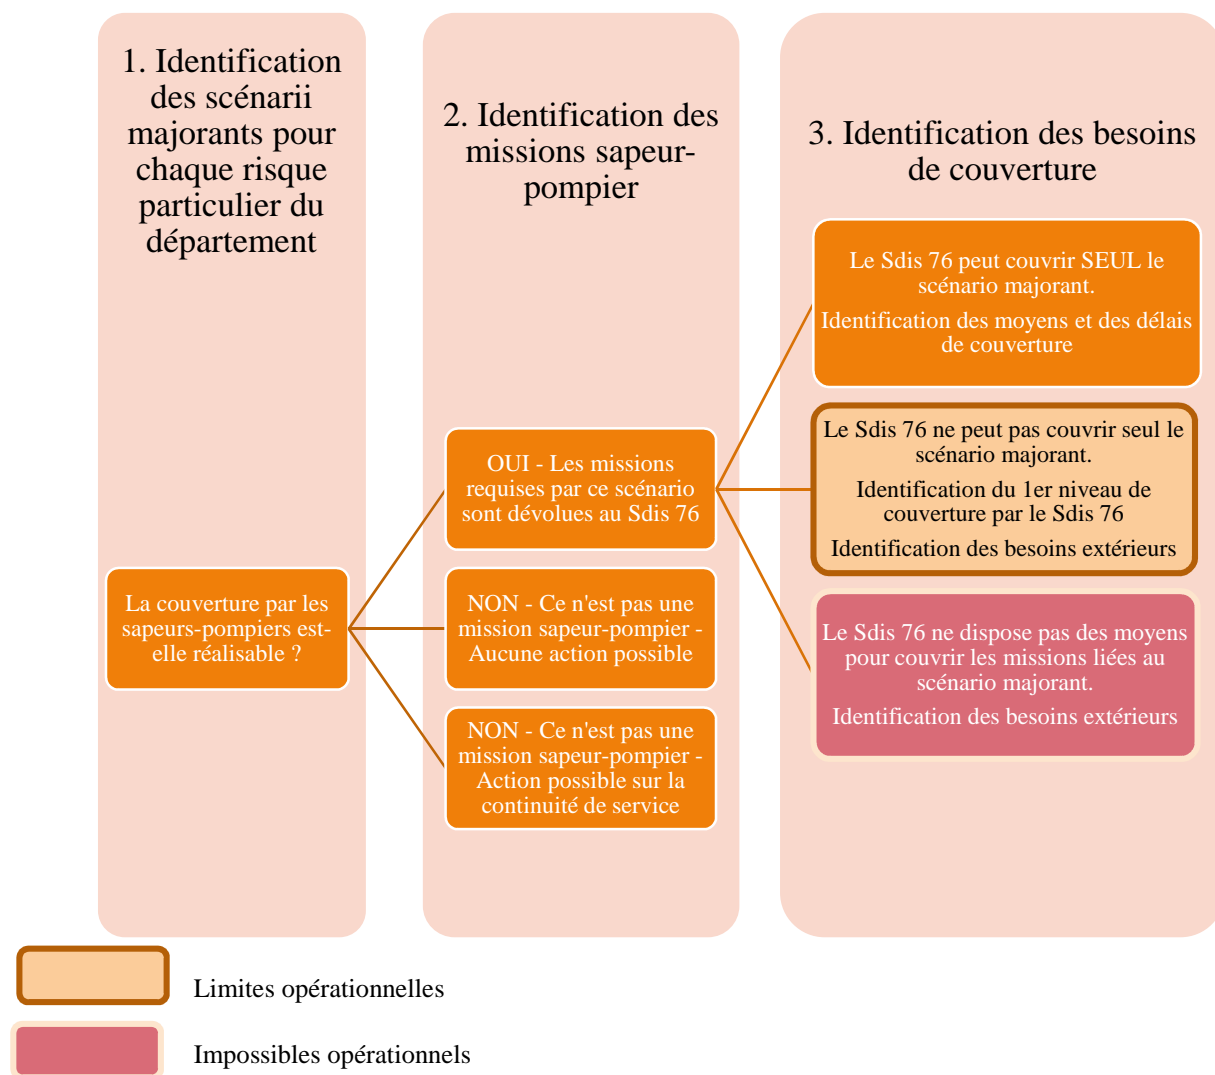 1. Identification
des scénarii
majorants pour
chaque risque
particulier du
département
La couverture par les
sapeurs-pompiers est-
elle réalisable ?
2. Identification des
missions sapeur-
pompier
OUI - Les missions
requises par ce scénario
sont dévolues au Sdis 76
NON - Ce n'est pas une
mission sapeur-pompier -
Aucune action possible
NON - Ce n'est pas une
mission sapeur-pompier -
Action possible sur la
continuité de service
3. Identification des besoins
de couverture
Le Sdis 76 peut couvrir SEUL le
scénario majorant.
Identification des moyens et des délais
de couverture
Le Sdis 76 ne peut pas couvrir seul le
scénario majorant.
Identification du 1er niveau de
couverture par le Sdis 76
Identification des besoins extérieurs
Le Sdis 76 ne dispose pas des moyens
pour couvrir les missions liées au
scénario majorant.
Identification des besoins extérieurs
Limites opérationnelles
Impossibles opérationnels